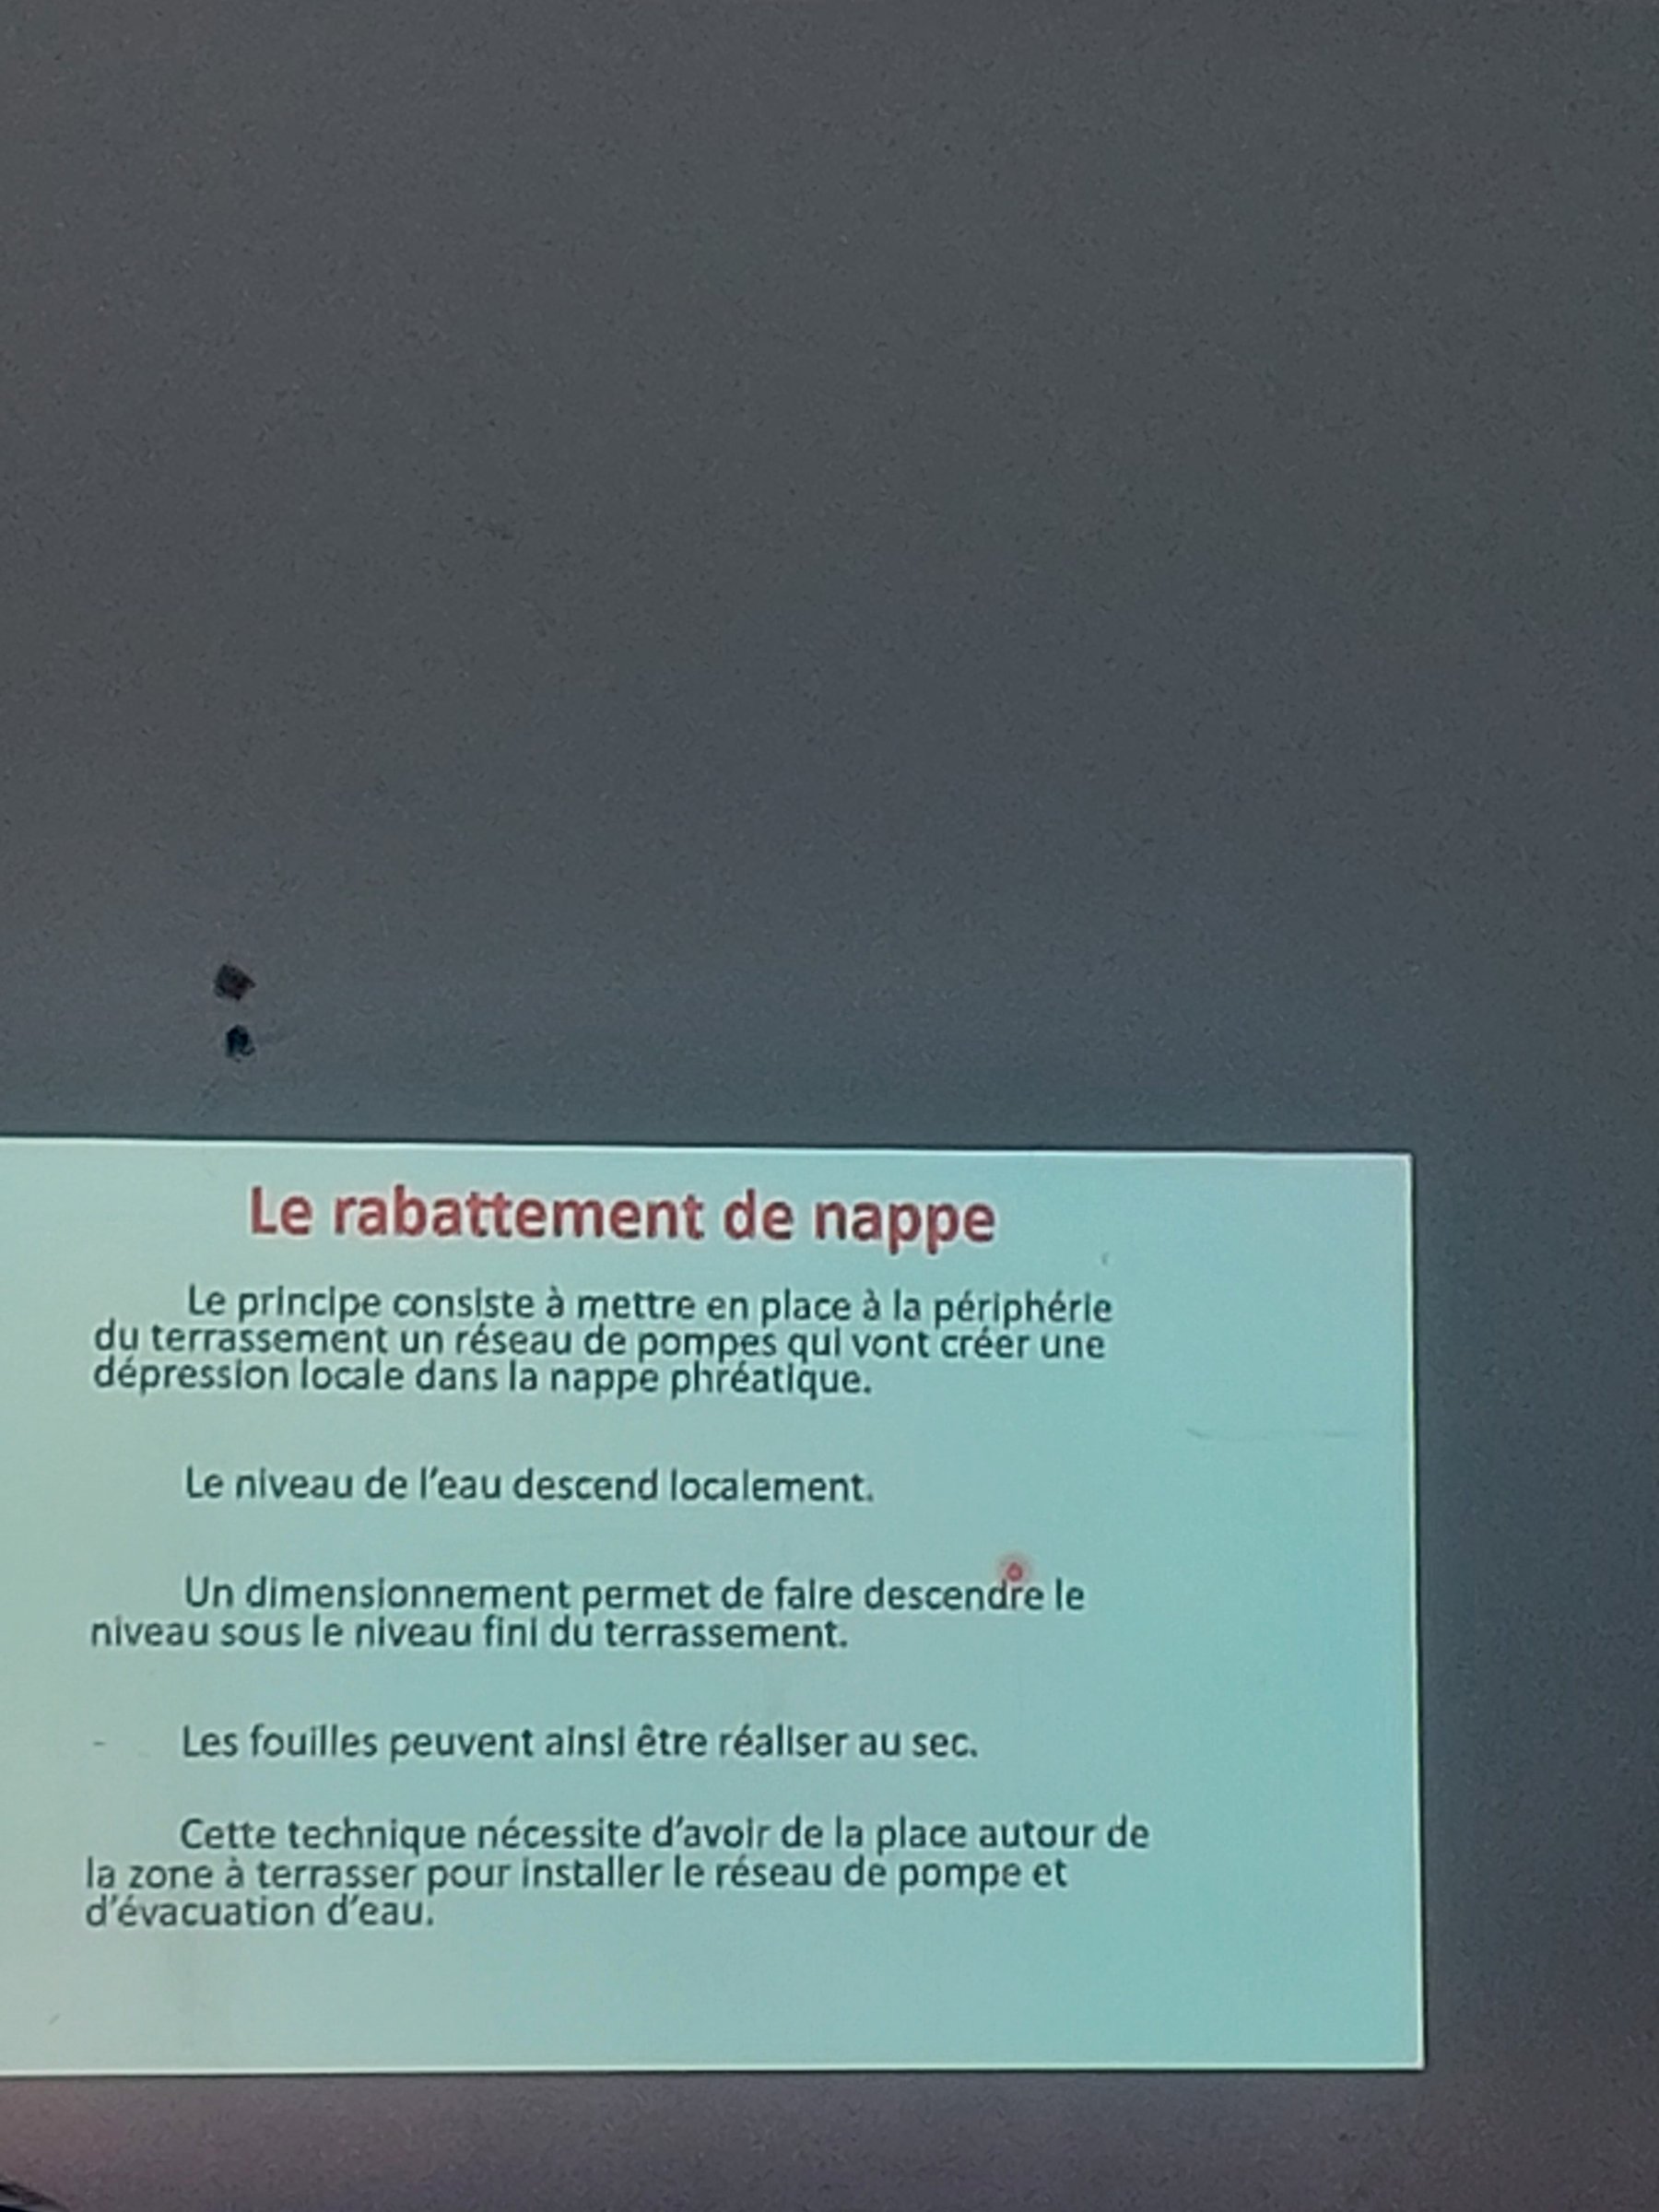 Le rabattement de nappe
Le principe consiste à mettre en place à la périphérie
du terrassement un réseau de pompes qui vont créer une
dépression locale dans la nappe phréatique.
Le niveau de l'eau descend localement.
Un dimensionnement permet de faire descendre le
niveau sous le niveau fini du terrassement.
Les fouilles peuvent ainsi être réaliser au sec.
Cette technique nécessite d'avoir de la place autour de
la zone à terrasser pour installer le réseau de pompe et
d'évacuation d'eau.